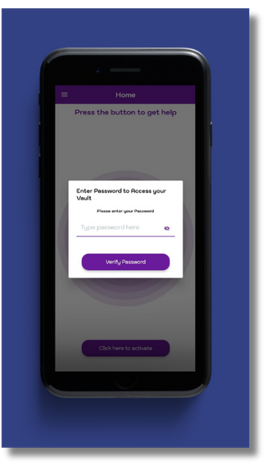 Home
Press the button to get help
Enter Password to Access your
Vault
Please enter your Password
Type password here
Verify Password
Click here to activate